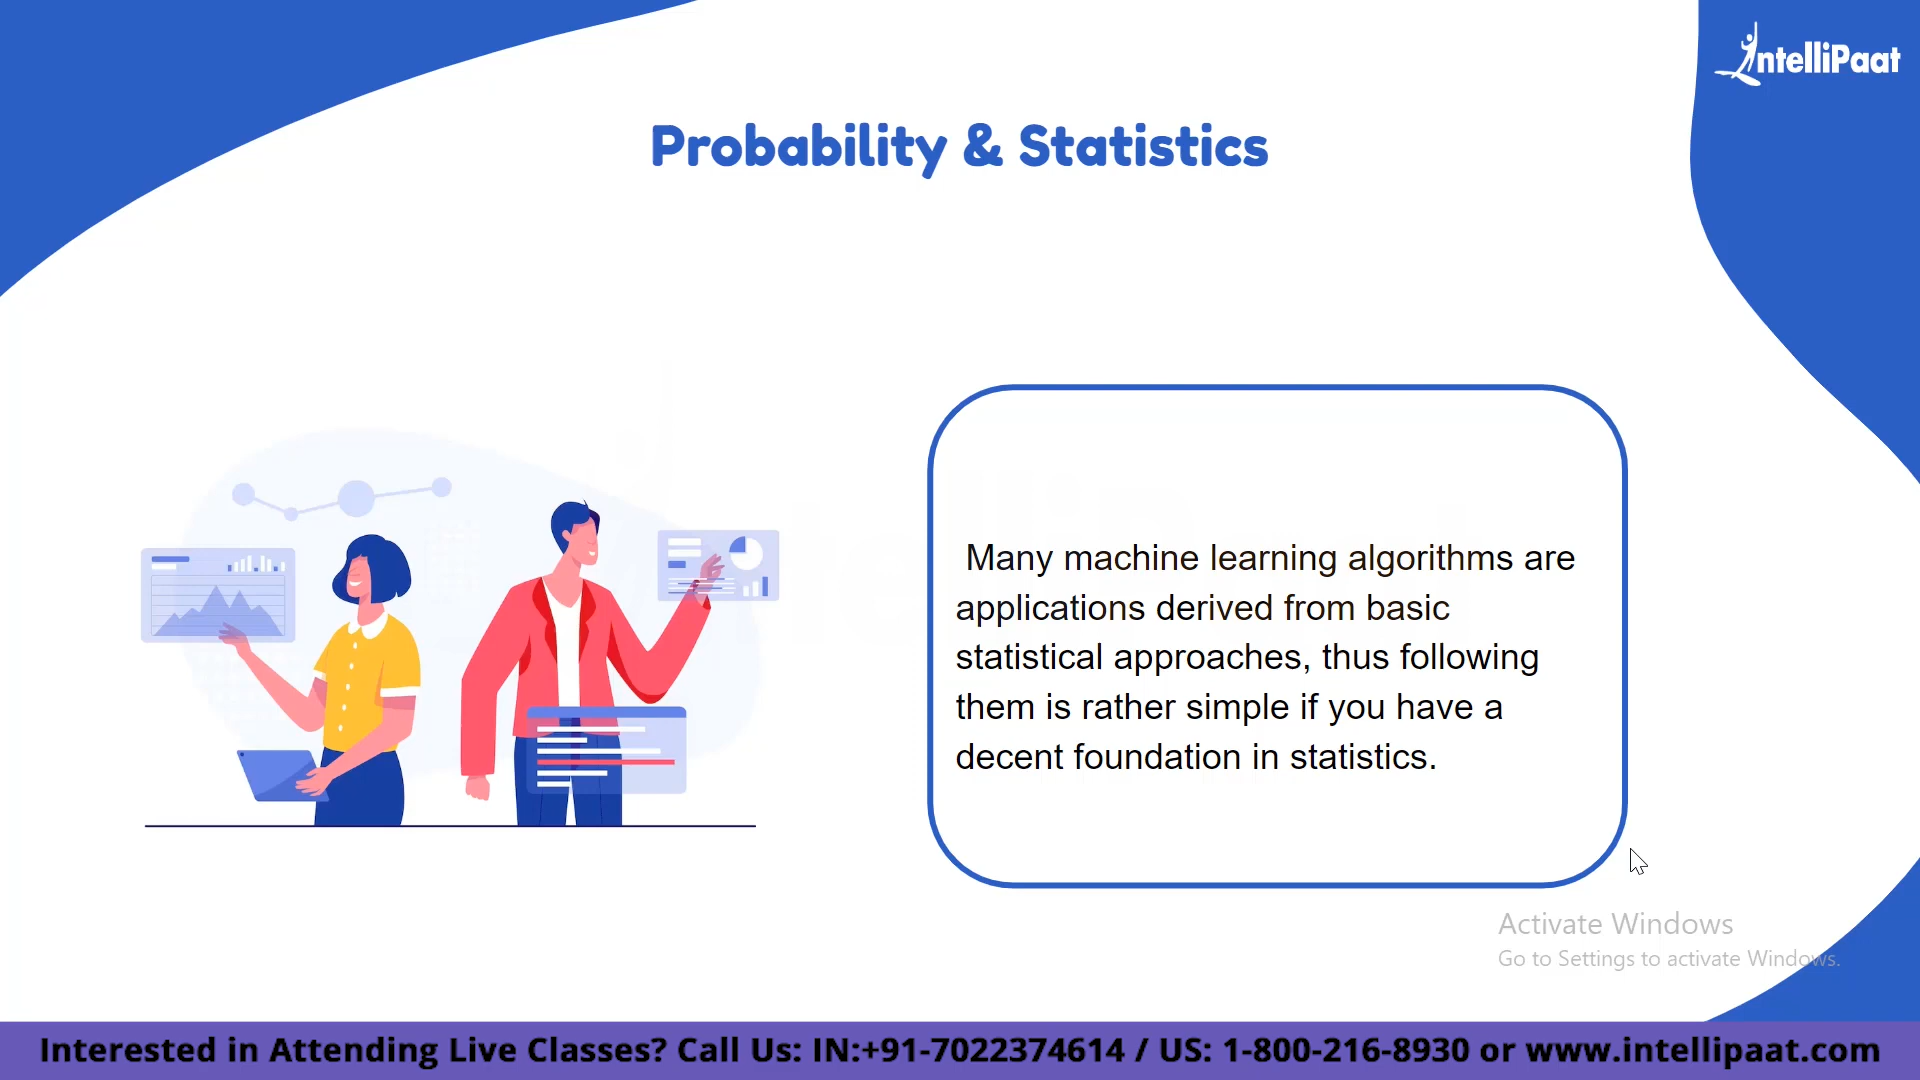 IntelliPaat
Probability & Statistics
Many machine learning algorithms are
applications derived from basic
statistical approaches, thus following
them is rather simple if you have a
decent foundation in statistics.
Activate Windows
Go to Settings to activate Windows.
Interested in Attending Live Classes? Call Us: IN:+91-7022374614 / US: 1-800-216-8930 or www.intellipaat.com